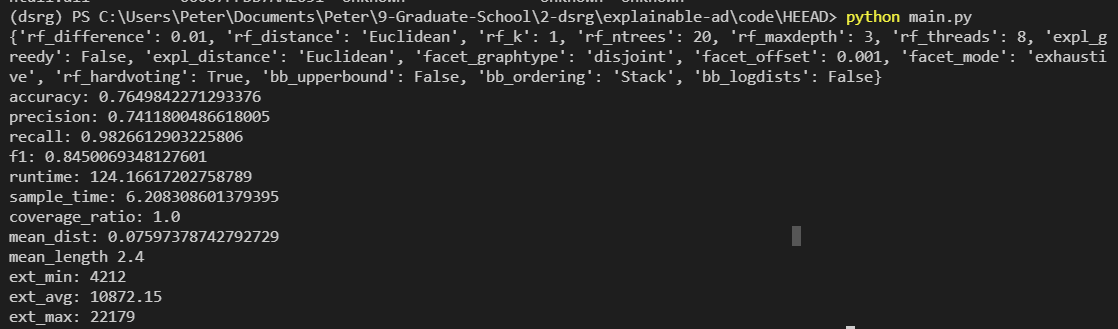 (dsrg) PS C:\Users\Peter\Documents\Peter\9-Graduate-School\2-dsrg\explainable-ad\code\HEEAD> python main.py
{'rf_difference': 0.01, 'rf_distance': 'Euclidean', 'rf_k': 1, 'rf_ntrees': 20, 'rf_maxdepth': 3, 'rf_threads': 8, 'expl_g
reedy': False, 'expl_distance': 'Euclidean', 'facet_graphtype': 'disjoint', 'facet_offset': 0.001, 'facet_mode': 'exhausti
ve', 'rf_hardvoting': True, 'bb_upperbound': False, 'bb_ordering': 'Stack', 'bb_logdists': False}
accuracy: 0.7649842271293376
precision: 0.7411800486618005
recall: 0.9826612903225806
f1: 0.8450069348127601
runtime: 124.16617202758789
sample_time: 6.208308601379395
coverage_ratio: 1.0
mean_dist: 0.07597378742792729
mean_length 2.4
ext_min: 4212
ext_avg: 10872.15
ext_max: 22179